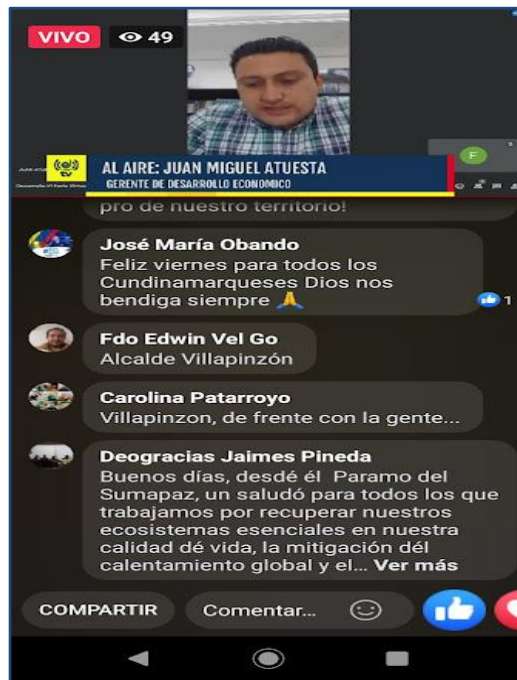 VIVO 49
AL AIRE: JUAN MIGUEL ATUESTA
GERENTE DE DESARROLLO ECONOMICO
F
pro de nuestro territorio!
José María Obando
Feliz viernes para todos los
Cundinamarqueses Dios nos
bendiga siempre 🙏
1
Fdo Edwin Vel Go
Alcalde Villapinzón
Carolina Patarroyo
Villapinzon, de frente con la gente...
Deogracias Jaimes Pineda
Buenos días, desdé él Paramo del
Sumapaz, un saludó para todos los que
trabajamos por recuperar nuestros
ecosistemas esenciales en nuestra
calidad dé vida, la mitigación dél
calentamiento global y el... Ver más
COMPARTIR Comentar...